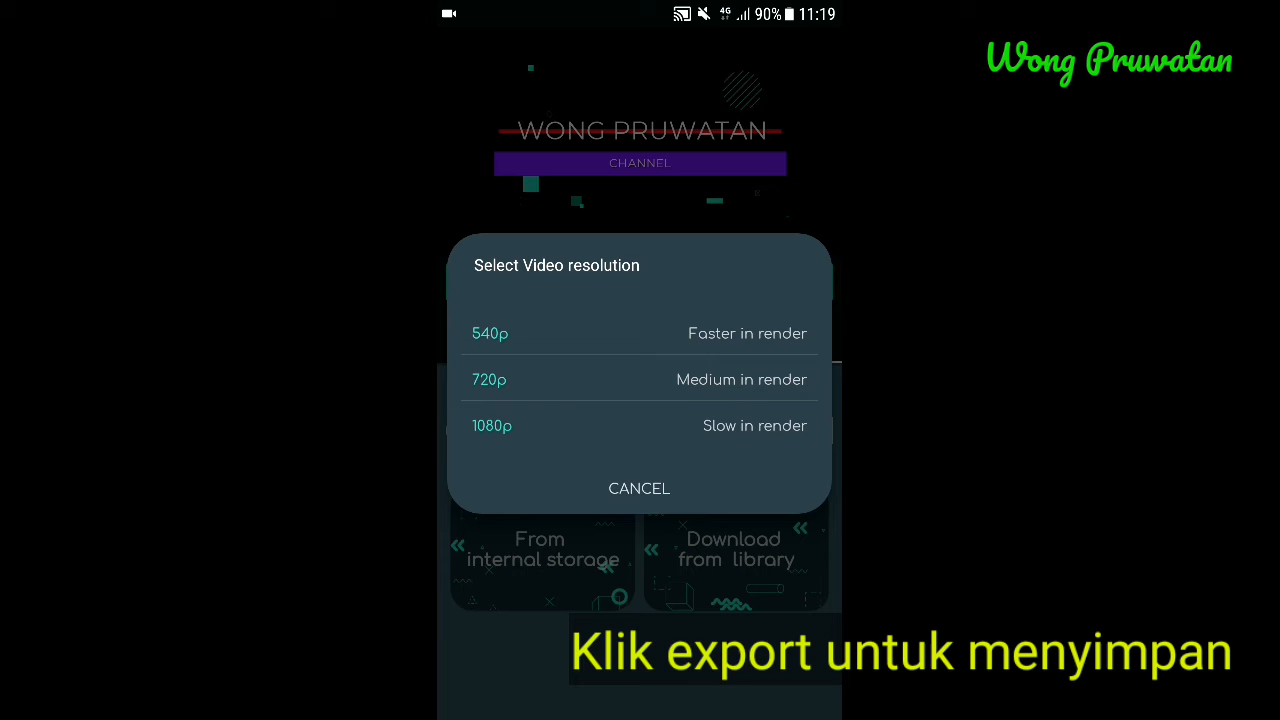 4G 90% 11:19
Wong Pruwatan
WONG PRUWATAN
CHANNEL
Select Video resolution
540p Faster in render
720p Medium in render
1080p Slow in render
CANCEL
From internal storage
Download from library
Klik export untuk menyimpan